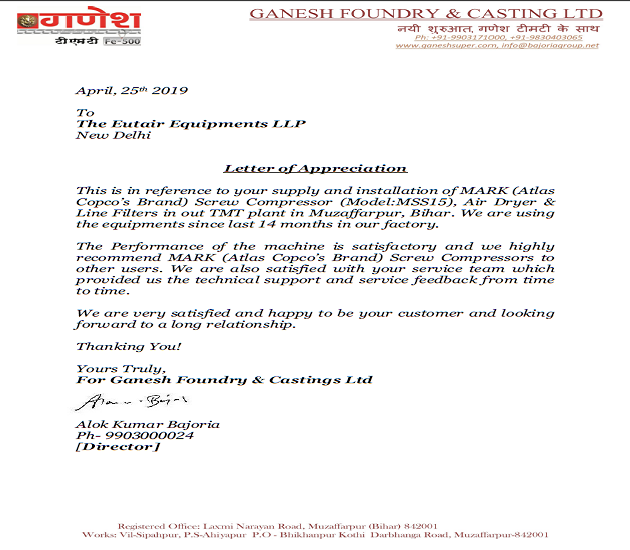 गणेश
टीएमटी Fe-500
GANESH FOUNDRY & CASTING LTD
नयी शुरुआत, गणेश टीमटी के साथ
Ph: +91-9903171000, +91-9830403065
www.ganeshsuper.com, info@bajoriagroup.net
April, 25th 2019
To
The Eutair Equipments LLP
New Delhi
Letter of Appreciation
This is in reference to your supply and installation of MARK (Atlas
Copco's Brand) Screw Compressor (Model:MSS15), Air Dryer &
Line Filters in out TMT plant in Muzaffarpur, Bihar. We are using
the equipments since last 14 months in our factory.
The Performance of the machine is satisfactory and we highly
recommend MARK (Atlas Copco's Brand) Screw Compressors to
other users. We are also satisfied with your service team which
provided us the technical support and service feedback from time
to time.
We are very satisfied and happy to be your customer and looking
forward to a long relationship.
Thanking You!
Yours Truly,
For Ganesh Foundry & Castings Ltd
Alok Kumar Bajoria
Ph- 9903000024
[Director]
Registered Office: Laxmi Narayan Road, Muzaffarpur (Bihar) 842001
Works: Vil-Sipahpur, P.S-Ahiyapur P.O - Bhikhanpur Kothi Darbhanga Road, Muzaffarpur-842001